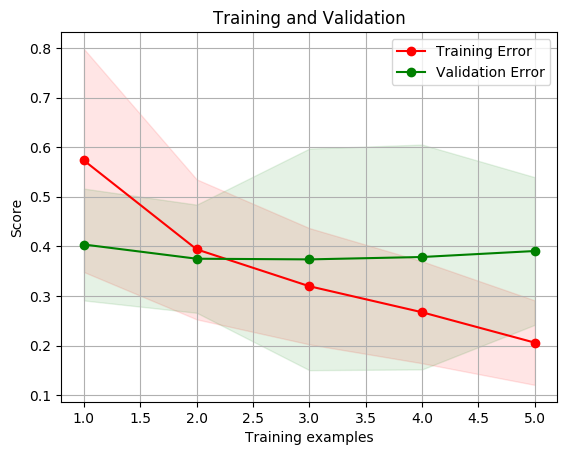 Training and Validation
Training Error
Validation Error
Score
0.8
0.7
0.6
0.5
0.4
0.3
0.2
0.1
1.0 1.5 2.0 2.5 3.0 3.5 4.0 4.5 5.0
Training examples